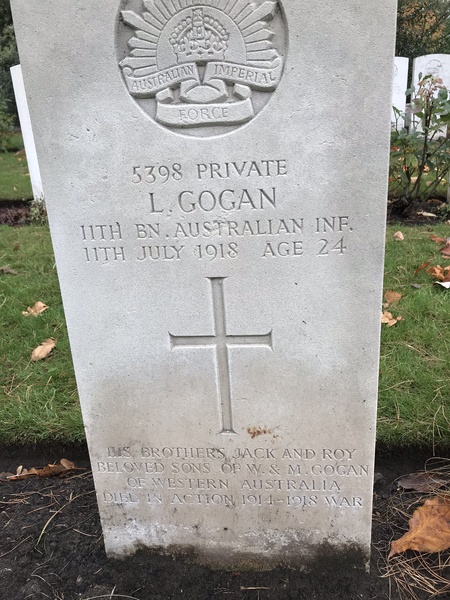 AUSTRALIAN IMPERIAL
FORCE
5398 PRIVATE
L. GOGAN
11TH BN. AUSTRALIAN INF.
11TH JULY 1918 AGE 24
HIS BROTHERS, JACK AND ROY
BELOVED SONS OF W. & M. GOGAN
OF WESTERN AUSTRALIA
DIED IN ACTION 1914-1918 WAR